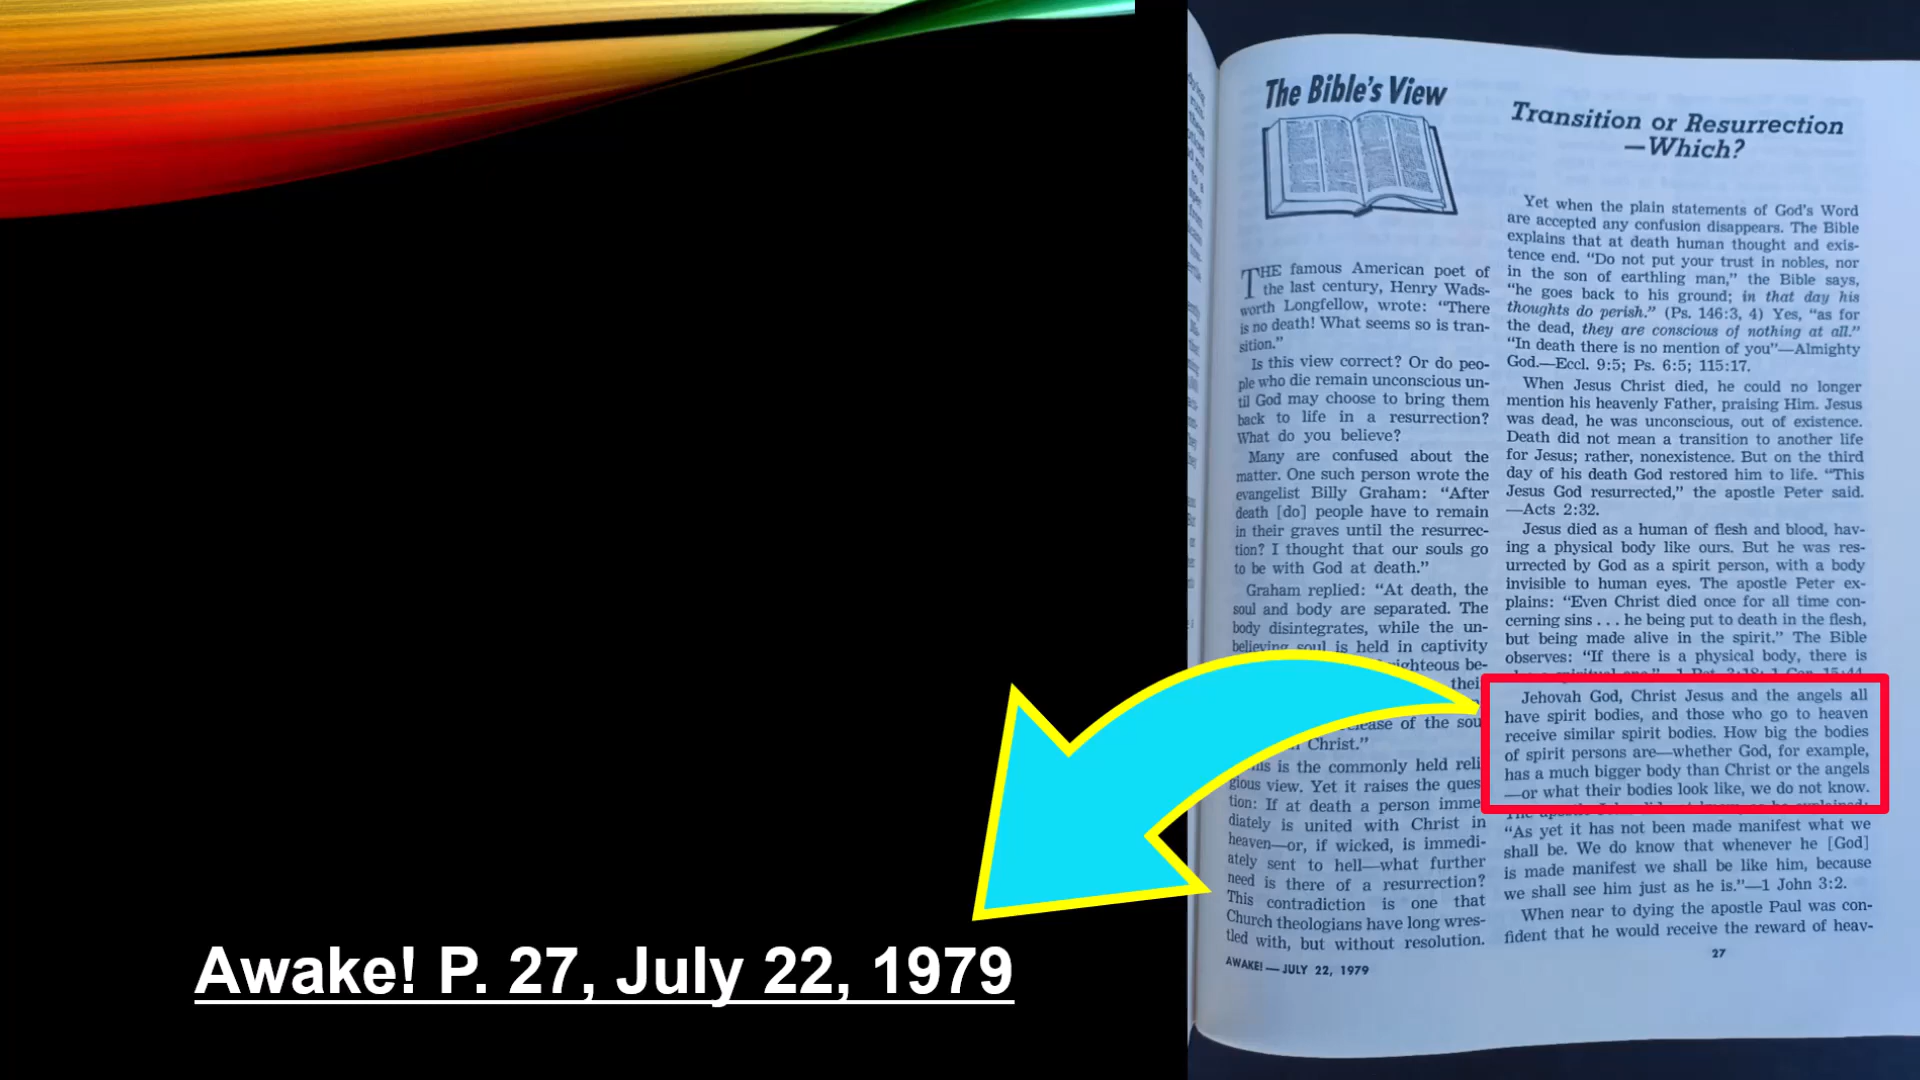 The Bible's View
Transition or Resurrection
—Which?
THE famous American poet of
the last century, Henry Wads-
worth Longfellow, wrote: “There
is no death! What seems so is tran-
sition.”
Is this view correct? Or do peo-
ple who die remain unconscious un-
til God may choose to bring them
back to life in a resurrection?
What do you believe?
Many are confused about the
matter. One such person wrote the
evangelist Billy Graham: “After
death [do] people have to remain
in their graves until the resurrec-
tion? I thought that our souls go
to be with God at death.”
Graham replied: “At death, the
soul and body are separated. The
body disintegrates, while the un-
believing soul is held in captivity
righteous be-
thei
lease of the sou
Christ.”
is the commonly held reli
gious view. Yet it raises the ques
tion: If at death a person imme
diately is united with Christ in
heaven—or, if wicked, is immedi-
ately sent to hell—what further
need is there of a resurrection?
This contradiction is one that
Church theologians have long wres-
tled with, but without resolution.
AWAKE!—JULY 22, 1979
Yet when the plain statements of God's Word
are accepted any confusion disappears. The Bible
explains that at death human thought and exis-
tence end. “Do not put your trust in nobles, nor
in the son of earthling man,” the Bible says,
“he goes back to his ground; in that day his
thoughts do perish.” (Ps. 146:3, 4) Yes, “as for
the dead, they are conscious of nothing at all.”
“In death there is no mention of you”—Almighty
God.—Eccl. 9:5; Ps. 6:5; 115:17.
When Jesus Christ died, he could no longer
mention his heavenly Father, praising Him. Jesus
was dead, he was unconscious, out of existence.
Death did not mean a transition to another life
for Jesus; rather, nonexistence. But on the third
day of his death God restored him to life. “This
Jesus God resurrected,” the apostle Peter said.
—Acts 2:32.
Jesus died as a human of flesh and blood, hav-
ing a physical body like ours. But he was res-
urrected by God as a spirit person, with a body
invisible to human eyes. The apostle Peter ex-
plains: “Even Christ died once for all time con-
cerning sins . . . he being put to death in the flesh,
but being made alive in the spirit.” The Bible
observes: “If there is a physical body, there is
Jehovah God, Christ Jesus and the angels all
have spirit bodies, and those who go to heaven
receive similar spirit bodies. How big the bodies
of spirit persons are—whether God, for example,
has a much bigger body than Christ or the angels
—or what their bodies look like, we do not know.
“As yet it has not been made manifest what we
shall be. We do know that whenever he [God]
is made manifest we shall be like him, because
we shall see him just as he is.”—1 John 3:2.
When near to dying the apostle Paul was con-
fident that he would receive the reward of heav-
27
Awake! P. 27, July 22, 1979